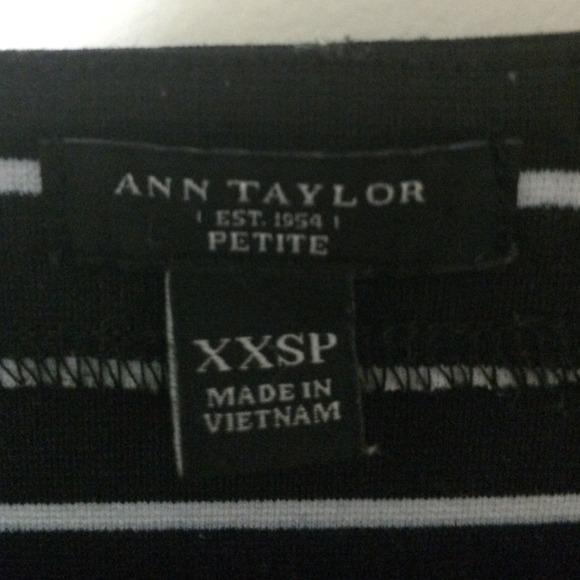 ANN TAYLOR
EST. 1954
PETITE
XXSP
MADE IN
VIETNAM